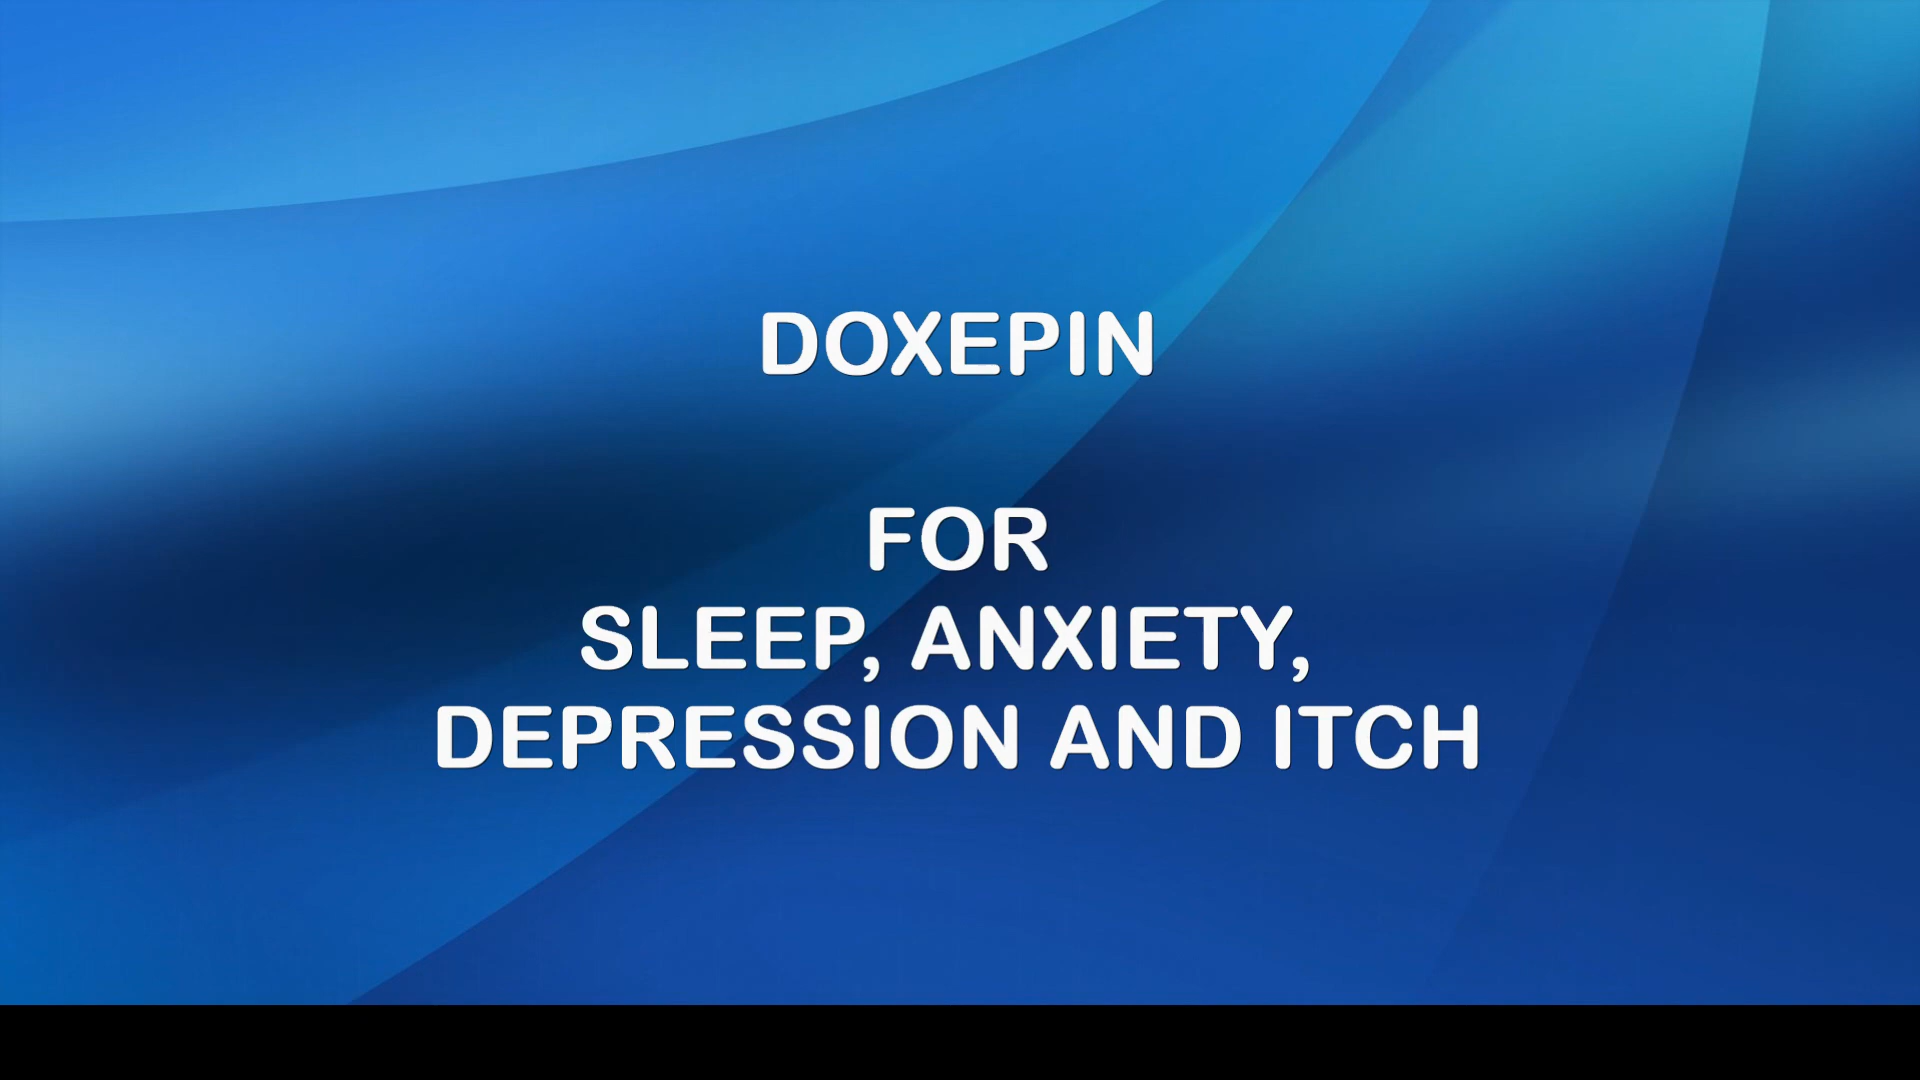 DOXEPIN
FOR
SLEEP, ANXIETY,
DEPRESSION AND ITCH